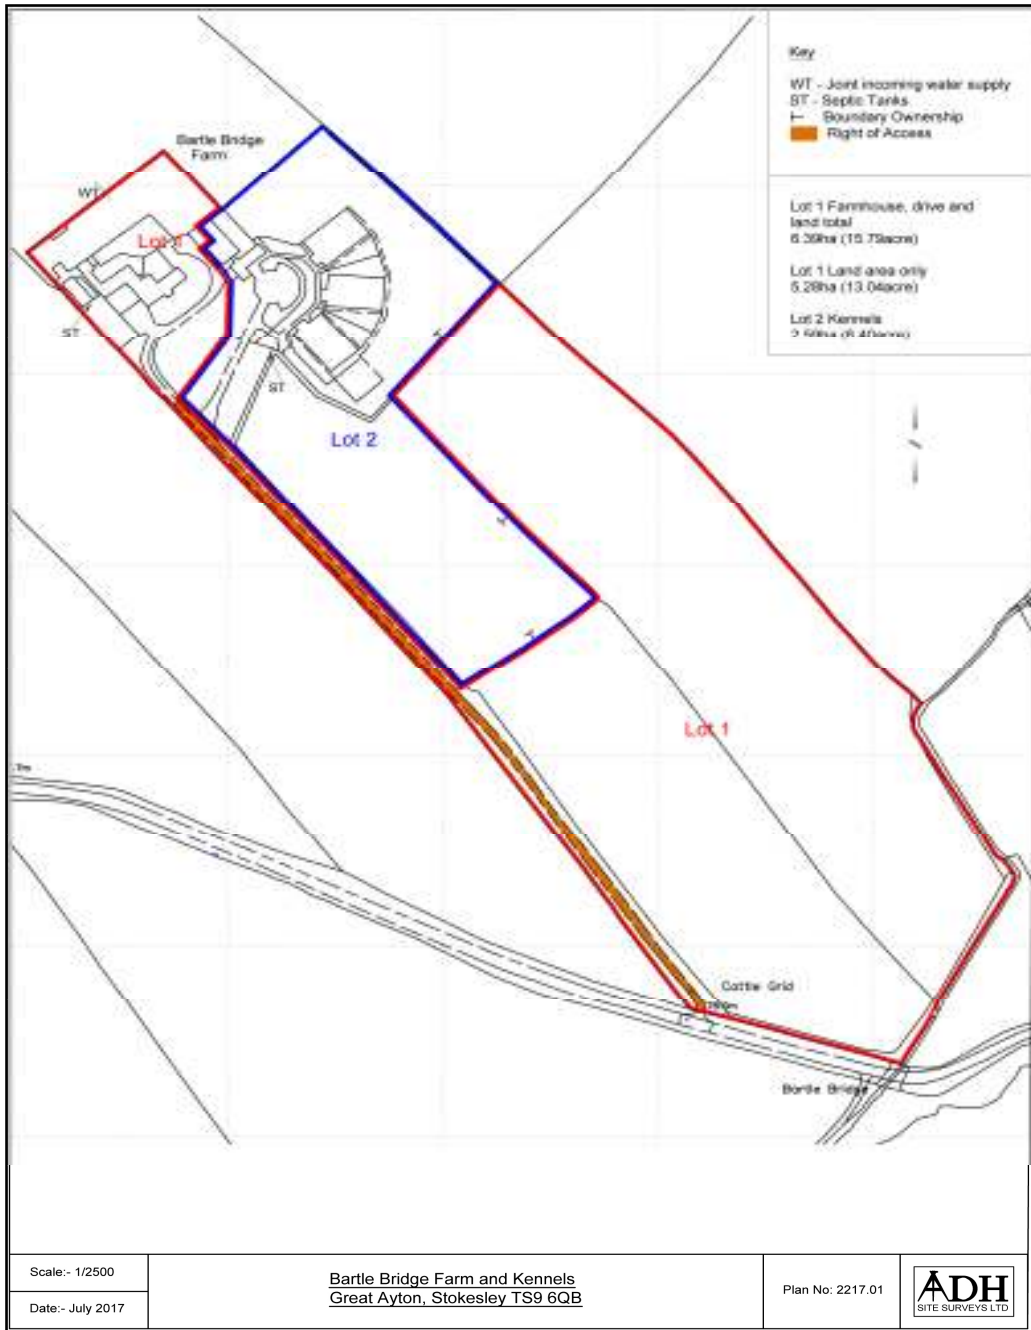 Key
WT - Joint incoming water supply
ST - Septic Tanks
Boundary Ownership
Right of Access
Lot 1 Farmhouse, drive and
land total
6.39ha (15.79acre)
Lot 1 Land area only
5.28ha (13.04acre)
Lot 2 Kennels
2.59ha (6.40acre)
Bartle Bridge
Farm
WT
Lot 1
ST
ST
Lot 2
Lot 1
Cattle Grid
Bartle Bridge
Scale:- 1/2500
Date:- July 2017
Bartle Bridge Farm and Kennels
Great Ayton, Stokesley TS9 6QB
Plan No: 2217.01
ADH
SITE SURVEYS LTD